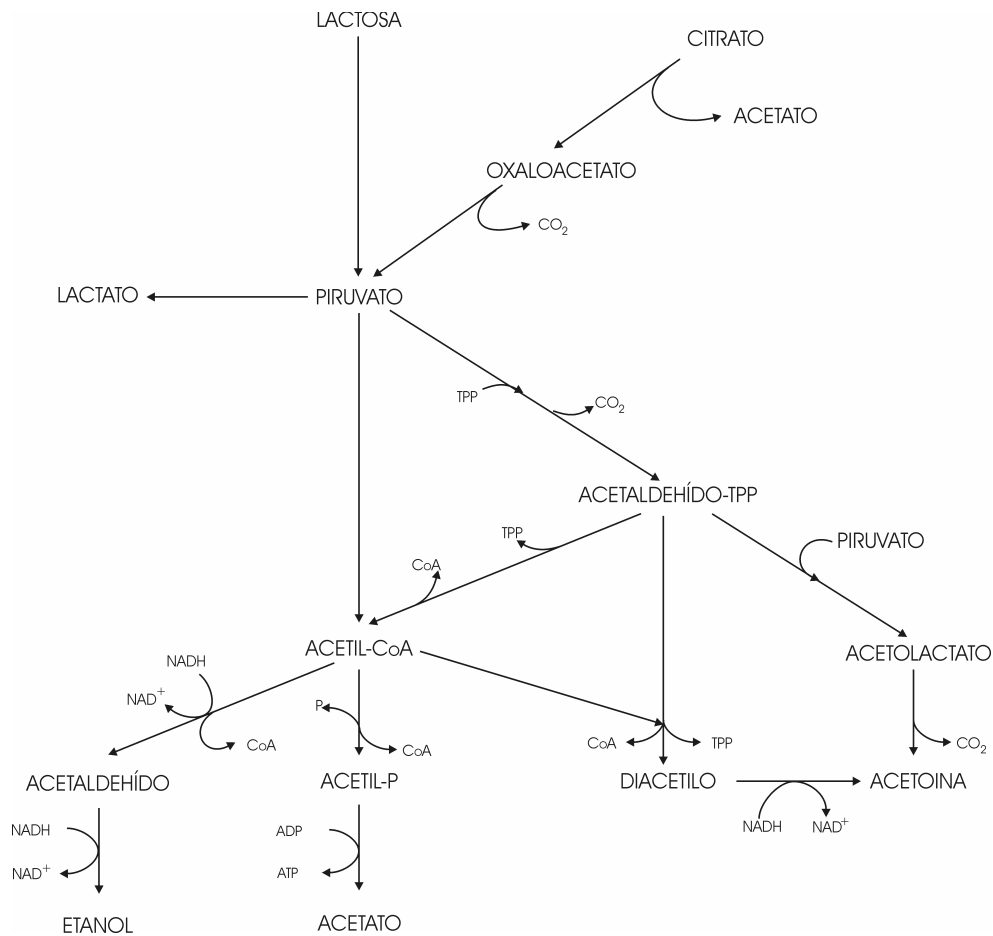 LACTOSA
CITRATO
ACETATO
OXALOACETATO
CO2
LACTATO
PIRUVATO
TPP
CO2
ACETALDEHÍDO-TPP
TPP
PIRUVATO
CoA
ACETIL-CoA
ACETOLACTATO
NADH
NAD+
P
CoA
CoA
CoA
TPP
CO2
ACETALDEHÍDO
ACETIL-P
DIACETILO
ACETOINA
NADH
ADP
NADH
NAD+
NAD+
ATP
ETANOL
ACETATO